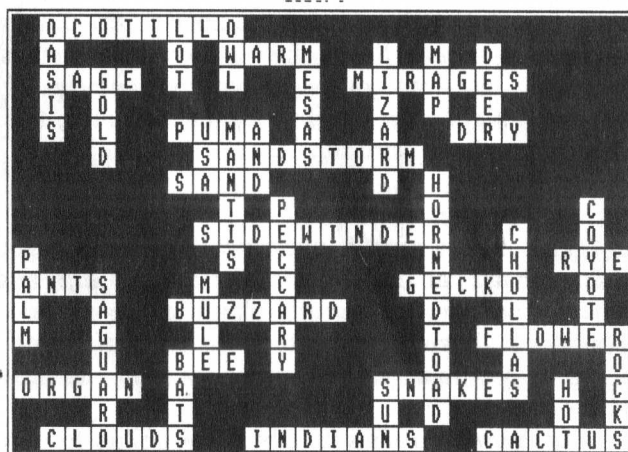 OCOTILLO
A O WARM L M D
SAGE T L E MIRAGES
I O S Z P E
S L PUMA A A DRY
D SANDSTORM
SAND D H
T P O C
SIDEWINDER C O
P S C N H RYE
ANTS M C GECKO O
L A BUZZARD D L T
M G L R T FLOWER
U BEE Y O A O
ORGAN A SNAKES H C
R T U D O K
CLOUDS INDIANS CACTUS